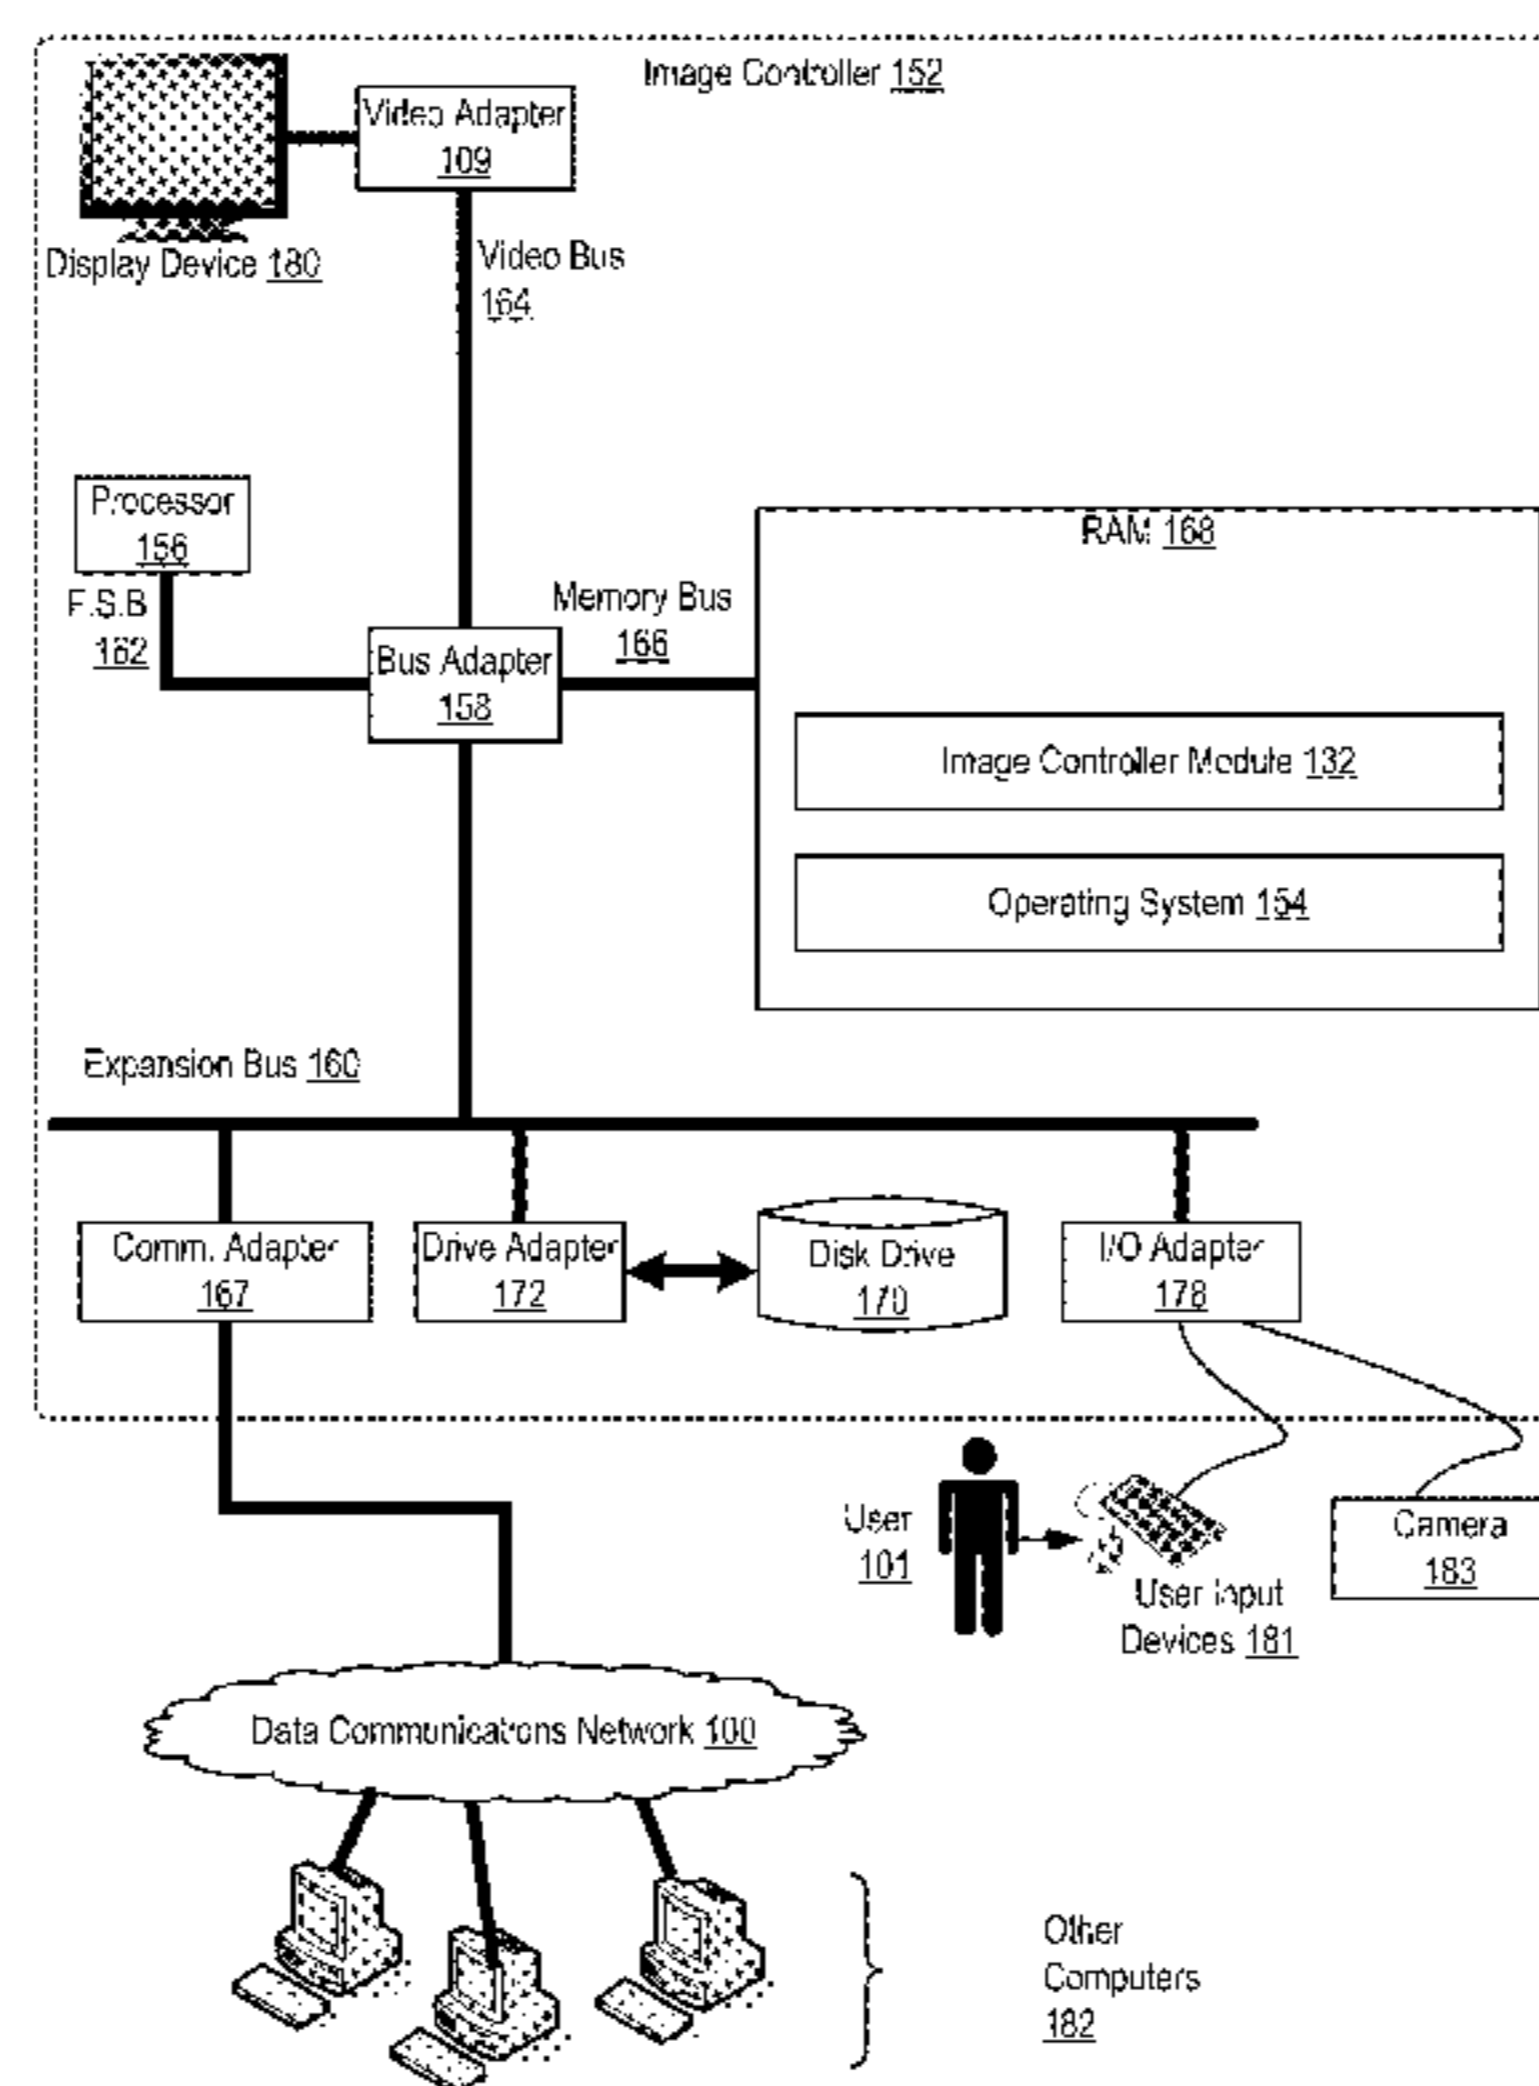 Image Controller 152
Video Adapter
109
Display Device 180
Video Bus
164
Processor
156
F.S.B
162
Bus Adapter
158
Memory Bus
166
RAM 168
Image Controller Module 132
Operating System 154
Expansion Bus 160
Comm. Adapter
167
Drive Adapter
172
Disk Drive
170
I/O Adapter
178
User
101
User Input
Devices 181
Camera
183
Data Communications Network 100
Other
Computers
182